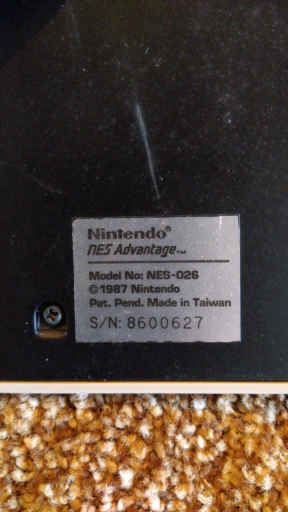 Nintendo®
NES Advantage™
Model No: NES-026
©1987 Nintendo
Pat. Pend. Made in Taiwan
S/N: 8600627